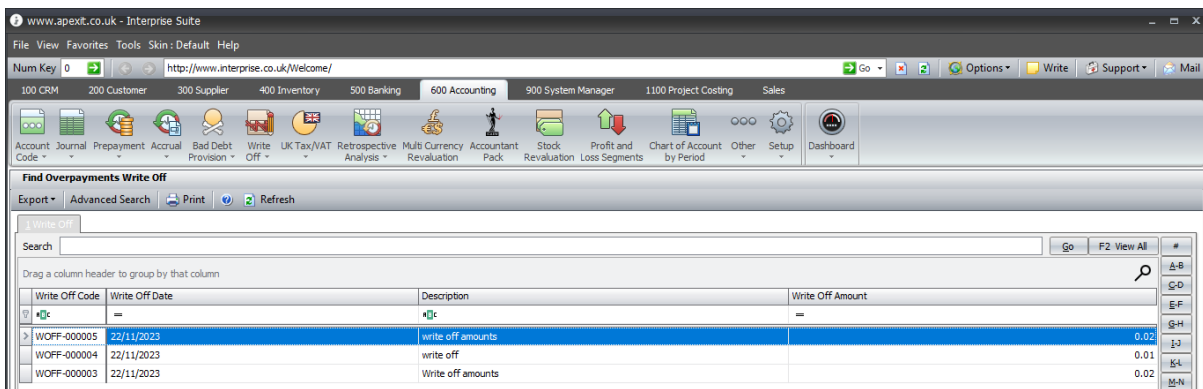 www.apexit.co.uk - Interprise Suite
File View Favorites Tools Skin : Default Help
Num Key 0 http://www.interprise.co.uk/Welcome/ Go Options Write Support Mail
100 CRM 200 Customer 300 Supplier 400 Inventory 500 Banking 600 Accounting 900 System Manager 1100 Project Costing Sales
Account Journal Prepayment Accrual Bad Debt Write UK Tax/VAT Retrospective Multi Currency Accountant Stock Profit and Chart of Account Other Setup Dashboard
Code Provision Off Analysis Revaluation Pack Revaluation Loss Segments by Period
Find Overpayments Write Off
Export Advanced Search Print Refresh
1 Write Off
Search Go F2 View All #
Drag a column header to group by that column A-B
C-D
Write Off Code Write Off Date Description Write Off Amount
E-F
= =
G-H
WOFF-000005 22/11/2023 write off amounts 0.02
I-J
WOFF-000004 22/11/2023 write off 0.01
K-L
WOFF-000003 22/11/2023 Write off amounts 0.02
M-N